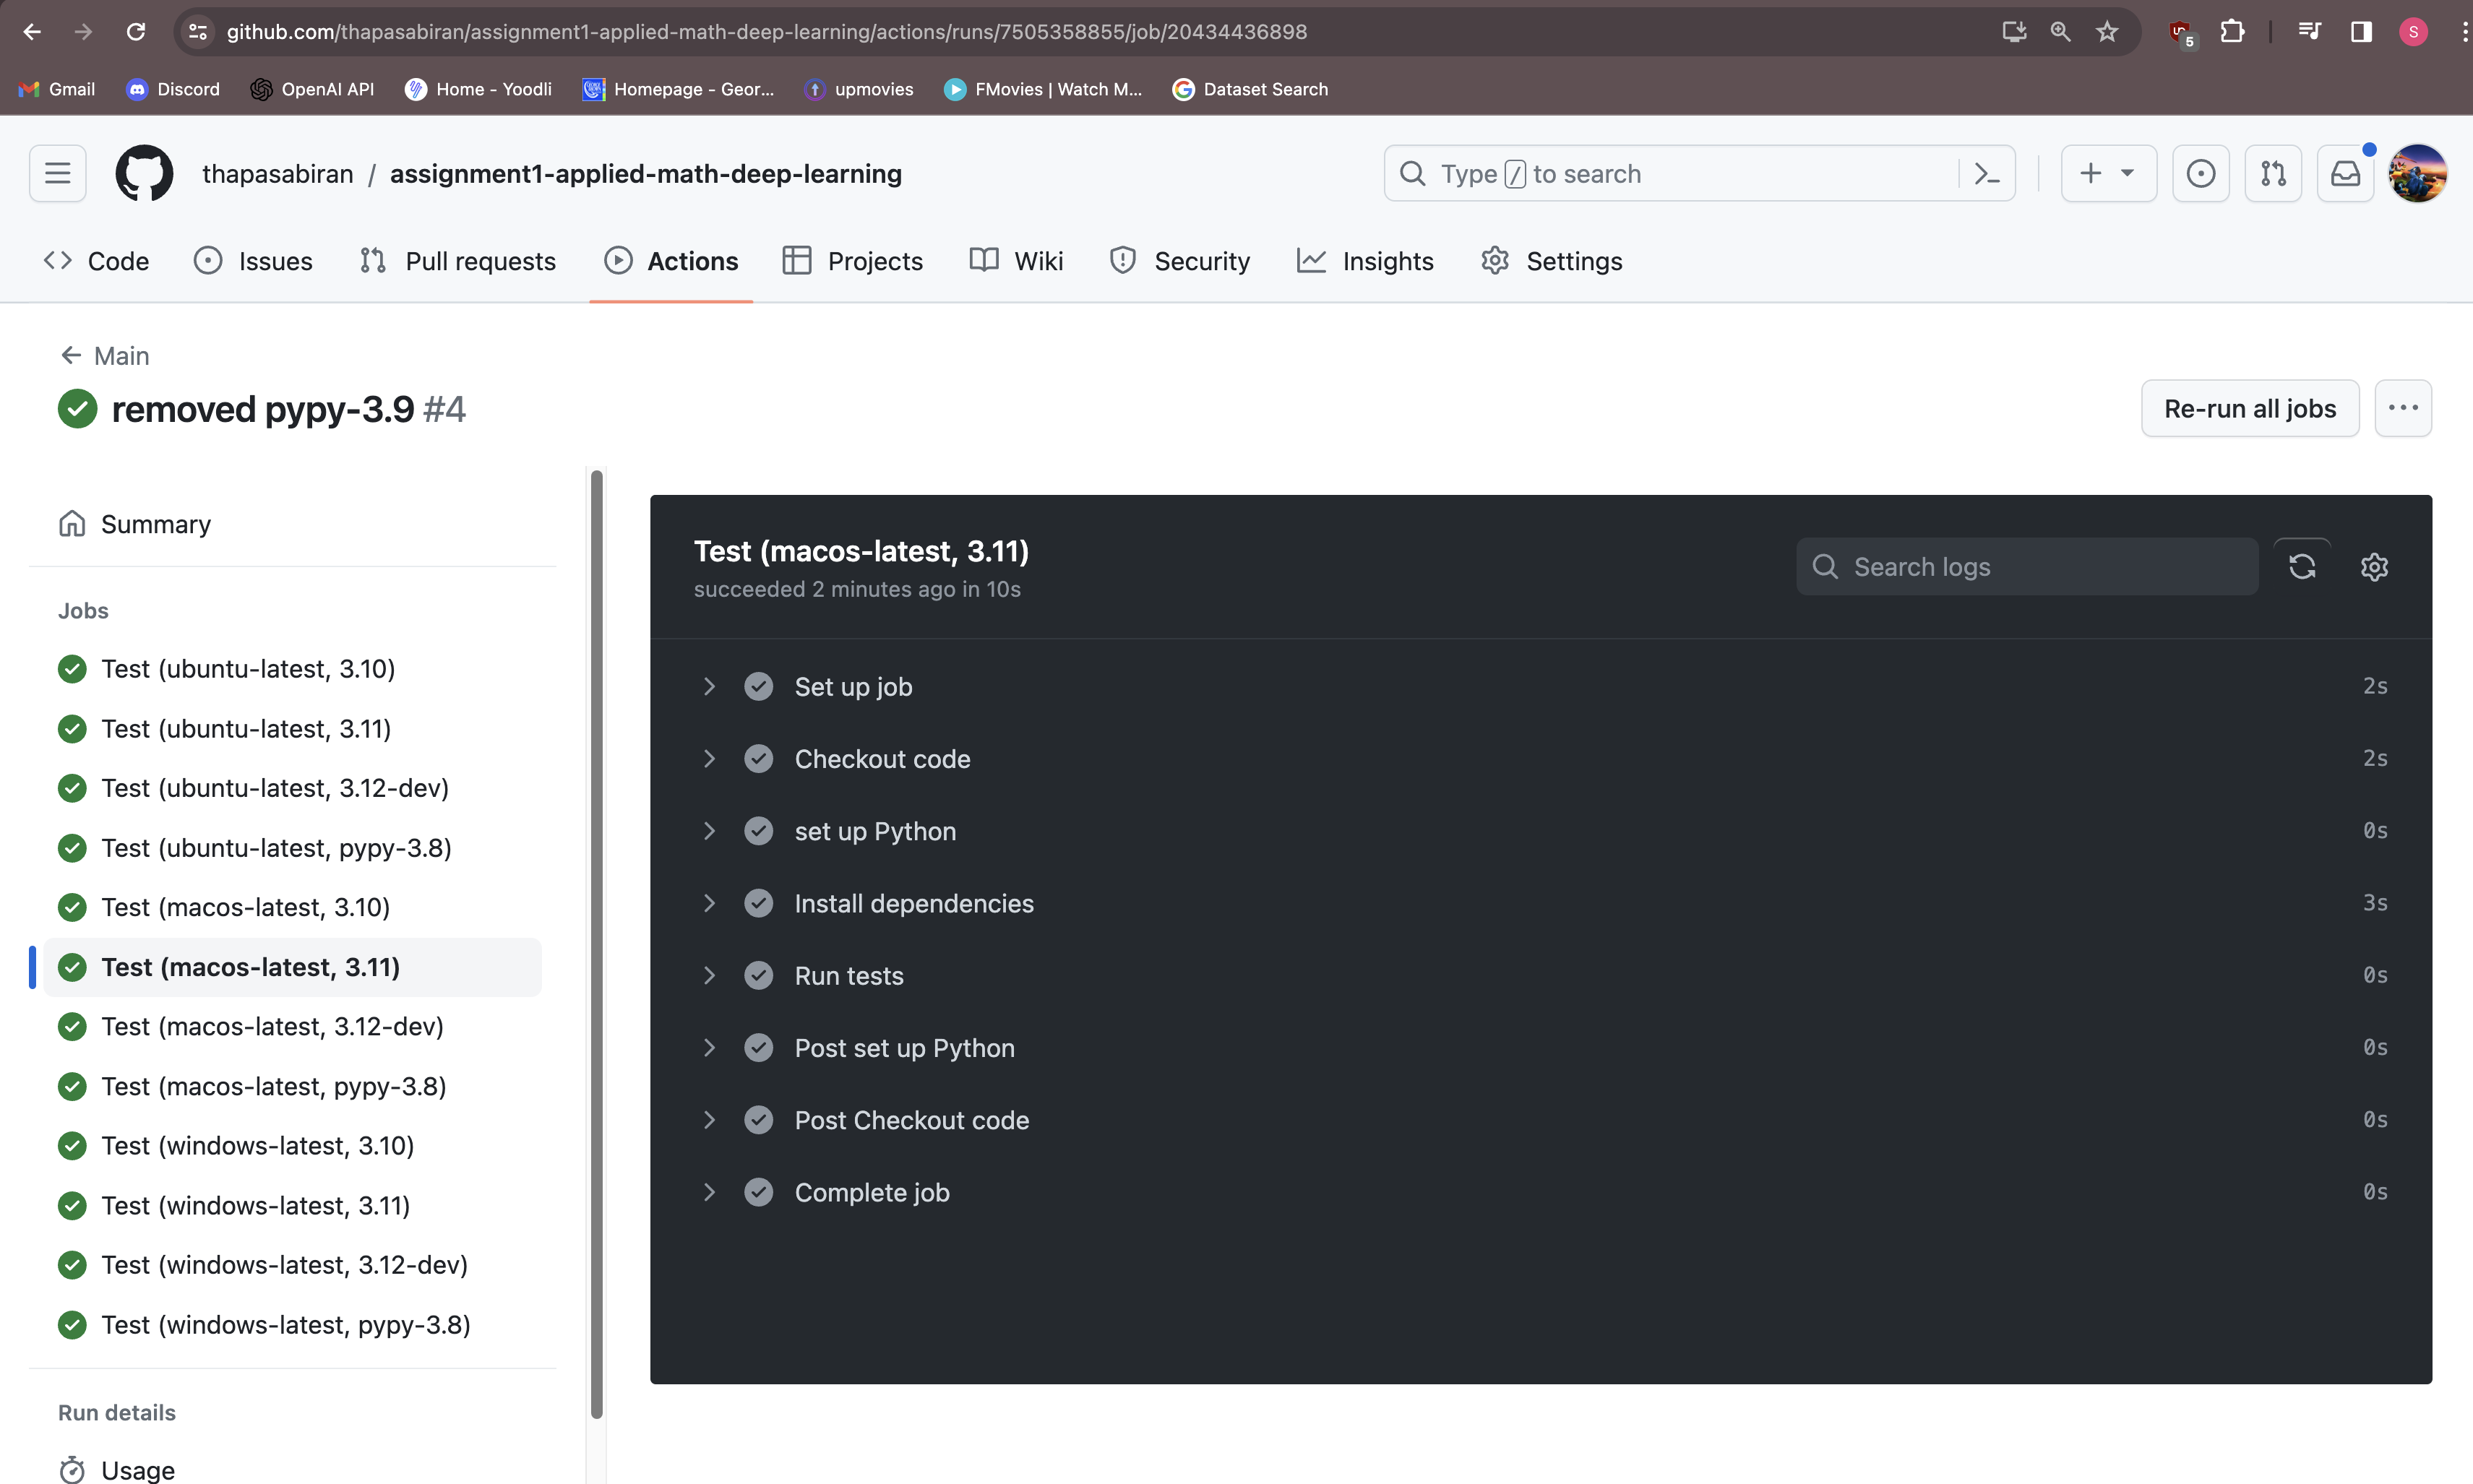 github.com/thapasabiran/assignment1-applied-math-deep-learning/actions/runs/7505358855/job/20434436898
5
S
Gmail
Discord
OpenAI API
Home - Yoodli
Homepage - Geor...
upmovies
FMovies | Watch M...
Dataset Search
thapasabiran / assignment1-applied-math-deep-learning
Type / to search
Code
Issues
Pull requests
Actions
Projects
Wiki
Security
Insights
Settings
Main
removed pypy-3.9 #4
Re-run all jobs
Summary
Jobs
Test (ubuntu-latest, 3.10)
Test (ubuntu-latest, 3.11)
Test (ubuntu-latest, 3.12-dev)
Test (ubuntu-latest, pypy-3.8)
Test (macos-latest, 3.10)
Test (macos-latest, 3.11)
Test (macos-latest, 3.12-dev)
Test (macos-latest, pypy-3.8)
Test (windows-latest, 3.10)
Test (windows-latest, 3.11)
Test (windows-latest, 3.12-dev)
Test (windows-latest, pypy-3.8)
Run details
Usage
Test (macos-latest, 3.11)
succeeded 2 minutes ago in 10s
Search logs
Set up job 2s
Checkout code 2s
set up Python 0s
Install dependencies 3s
Run tests 0s
Post set up Python 0s
Post Checkout code 0s
Complete job 0s